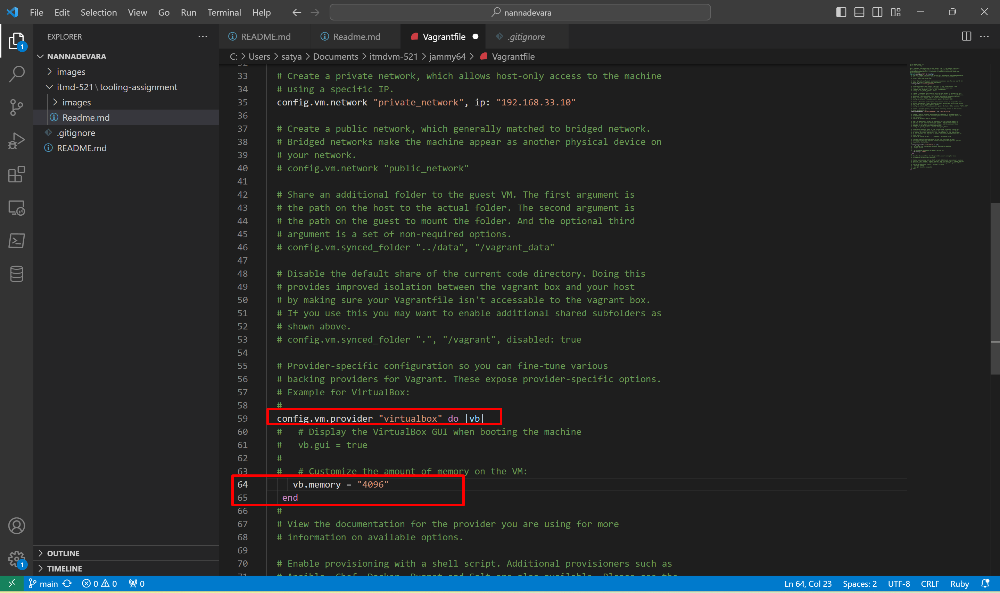 File Edit Selection View Go Run Terminal Help nannadevara
EXPLORER
README.md Readme.md Vagrantfile .gitignore
C: > Users > satya > Documents > itmdvm-521 > jammy64 > Vagrantfile
1
NANNADEVARA
images
itmd-521\tooling-assignment
images
Readme.md
.gitignore
README.md
32
33 # Create a private network, which allows host-only access to the machine
34 # using a specific IP.
35 config.vm.network "private_network", ip: "192.168.33.10"
36
37 # Create a public network, which generally matched to bridged network.
38 # Bridged networks make the machine appear as another physical device on
39 # your network.
40 # config.vm.network "public_network"
41
42 # Share an additional folder to the guest VM. The first argument is
43 # the path on the host to the actual folder. The second argument is
44 # the path on the guest to mount the folder. And the optional third
45 # argument is a set of non-required options.
46 # config.vm.synced_folder "../data", "/vagrant_data"
47
48 # Disable the default share of the current code directory. Doing this
49 # provides improved isolation between the vagrant box and your host
50 # by making sure your Vagrantfile isn't accessable to the vagrant box.
51 # If you use this you may want to enable additional shared subfolders as
52 # shown above.
53 # config.vm.synced_folder ".", "/vagrant", disabled: true
54
55 # Provider-specific configuration so you can fine-tune various
56 # backing providers for Vagrant. These expose provider-specific options.
57 # Example for VirtualBox:
58 #
59 config.vm.provider "virtualbox" do |vb|
60 # # Display the VirtualBox GUI when booting the machine
61 # vb.gui = true
62 #
63 # # Customize the amount of memory on the VM:
64 vb.memory = "4096"
65 end
66 #
67 # View the documentation for the provider you are using for more
68 # information on available options.
69
70 # Enable provisioning with a shell script. Additional provisioners such as
71 # Ansible, Chef, Docker, Puppet and Salt are also available. Please see the
OUTLINE
TIMELINE
1
main 0 0 0 Ln 64, Col 23 Spaces: 2 UTF-8 CRLF Ruby